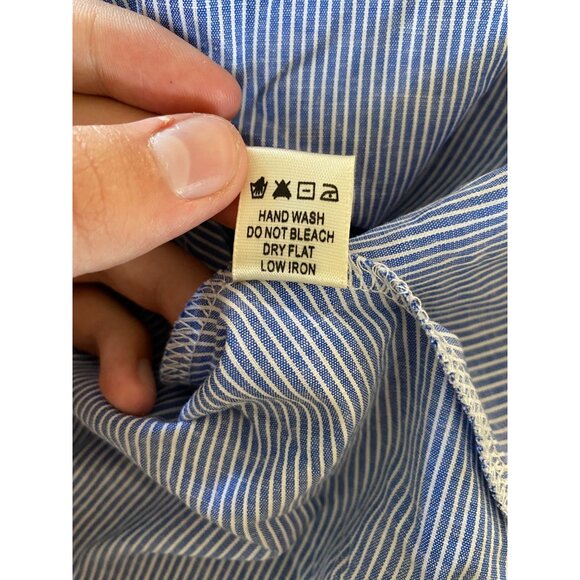 HAND WASH
DO NOT BLEACH
DRY FLAT
LOW IRON